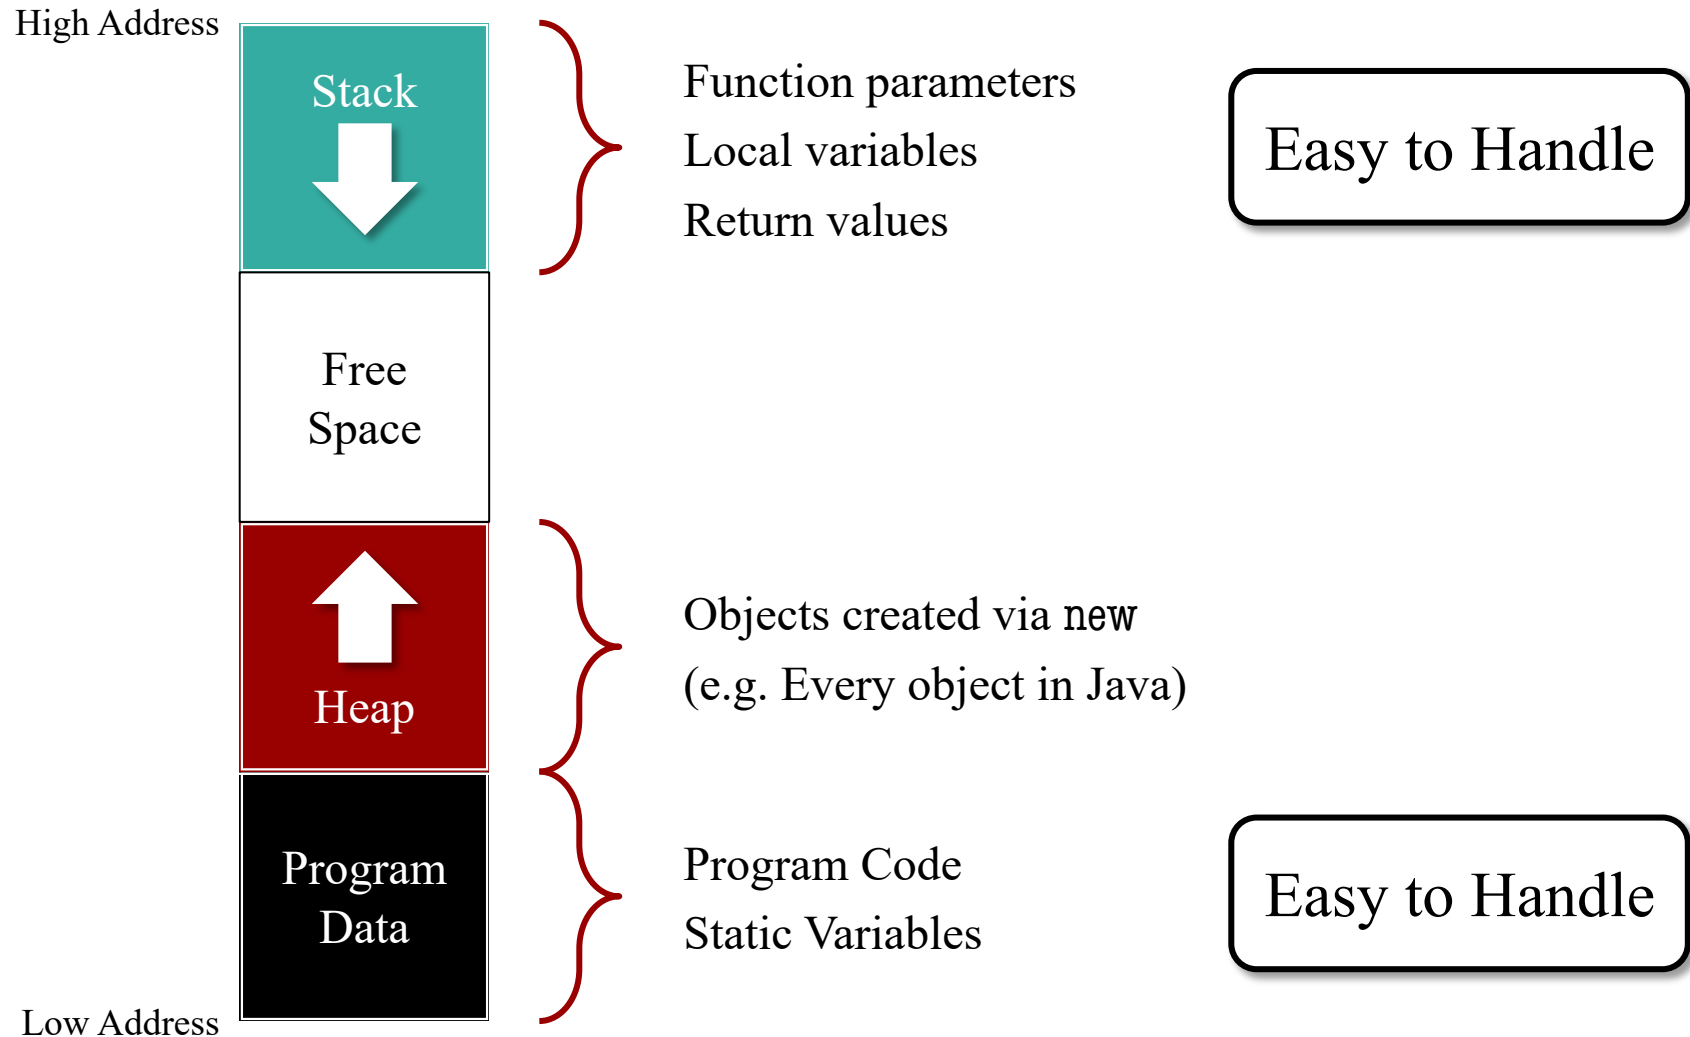 High Address
Stack
Function parameters
Local variables
Return values
Easy to Handle
Free
Space
Heap
Objects created via new
(e.g. Every object in Java)
Program
Data
Program Code
Static Variables
Easy to Handle
Low Address